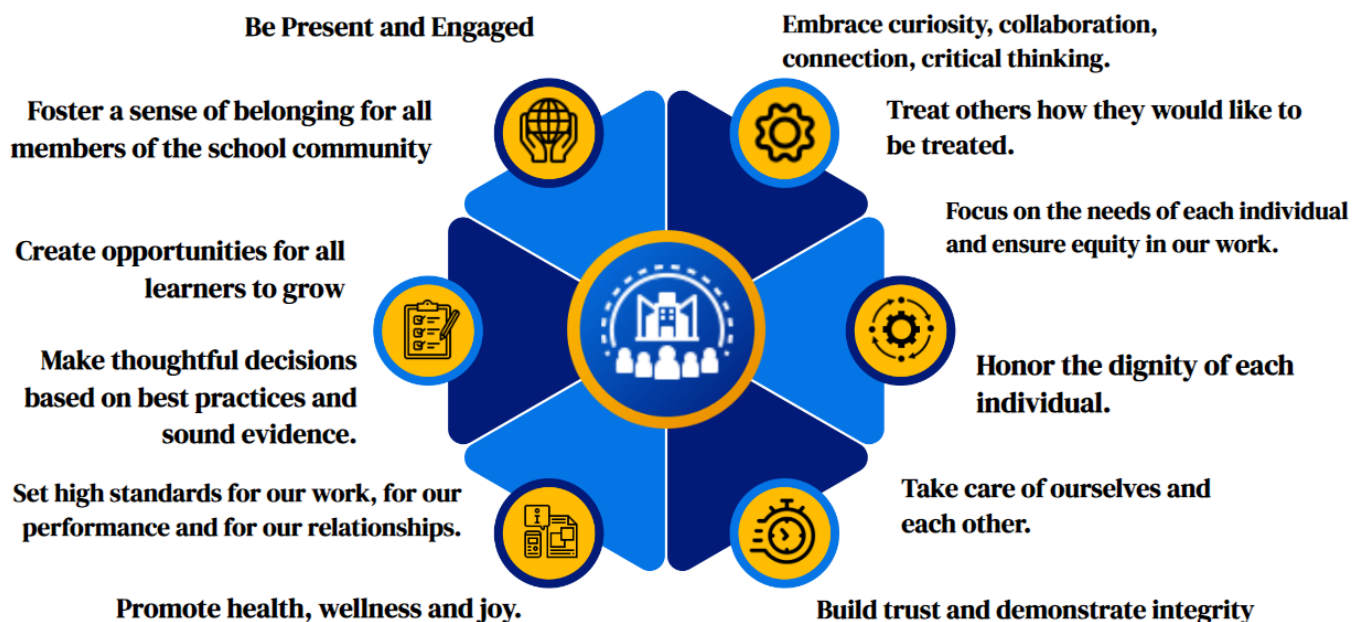 Be Present and Engaged
Foster a sense of belonging for all
members of the school community
Create opportunities for all
learners to grow
Make thoughtful decisions
based on best practices and
sound evidence.
Set high standards for our work, for our
performance and for our relationships.
Promote health, wellness and joy.
Embrace curiosity, collaboration,
connection, critical thinking.
Treat others how they would like to
be treated.
Focus on the needs of each individual
and ensure equity in our work.
Honor the dignity of each
individual.
Take care of ourselves and
each other.
Build trust and demonstrate integrity